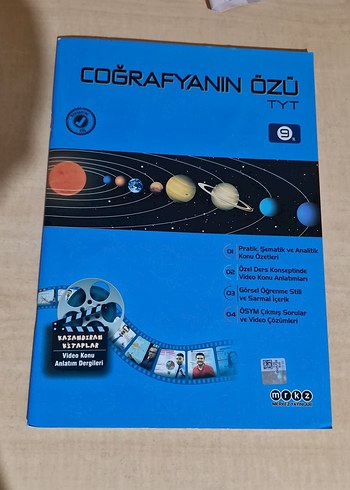 COĞRAFYANIN ÖZÜ
TYT
9.
01 Pratik, Şematik ve Analitik
Konu Özetleri
02 Özel Ders Konseptinde
Video Konu Anlatımları
03 Görsel Öğrenme Stili
ve Sarmal İçerik
04 ÖSYM Çıkmış Sorular
ve Video Çözümleri
KAZANDIRAN
KİTAPLAR
Video Konu
Anlatım Dergileri
mrkz
MERKEZ YAYINLARI